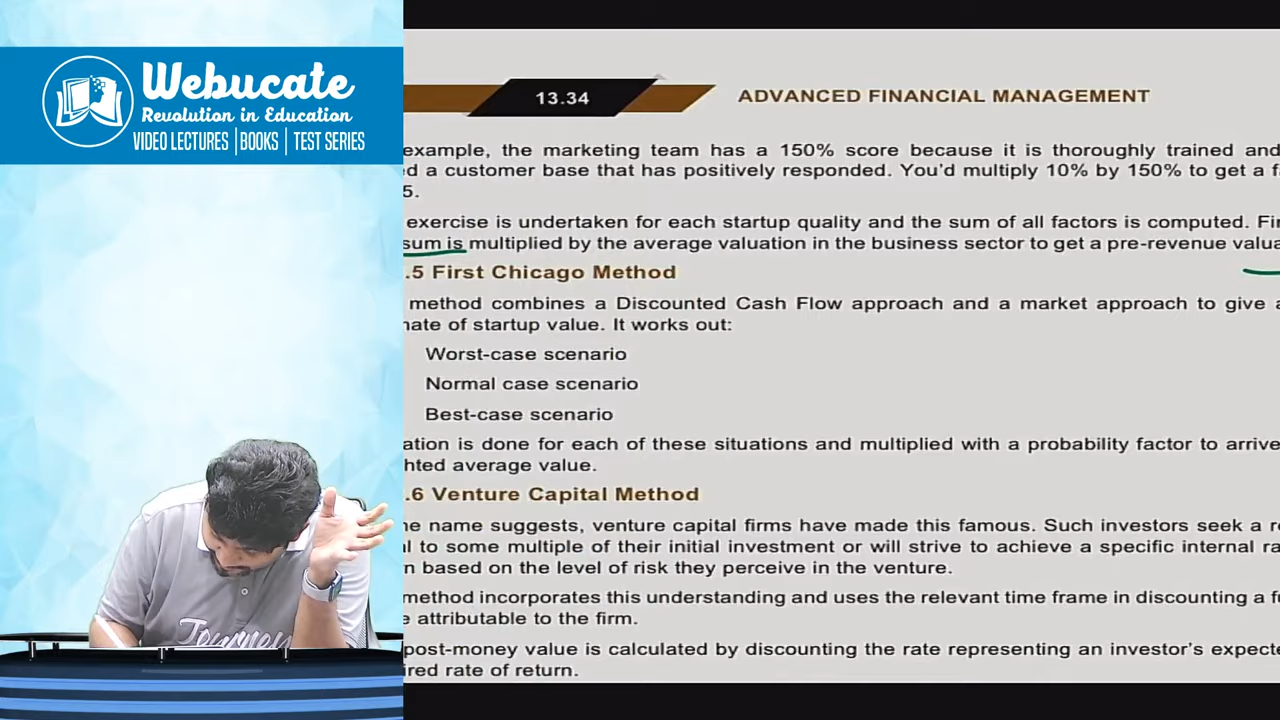 Webucate
Revolution in Education
VIDEO LECTURES | BOOKS | TEST SERIES
13.34
ADVANCED FINANCIAL MANAGEMENT
example, the marketing team has a 150% score because it is thoroughly trained and
d a customer base that has positively responded. You'd multiply 10% by 150% to get a
5.
exercise is undertaken for each startup quality and the sum of all factors is computed.
sum is multiplied by the average valuation in the business sector to get a pre-revenue
.5 First Chicago Method
method combines a Discounted Cash Flow approach and a market approach to give
of startup value. It works out:
Worst-case scenario
Normal case scenario
Best-case scenario
is done for each of these situations and multiplied with a probability factor to arrive
average value.
.6 Venture Capital Method
name suggests, venture capital firms have made this famous. Such investors seek a
to some multiple of their initial investment or will strive to achieve a specific internal
based on the level of risk they perceive in the venture.
method incorporates this understanding and uses the relevant time frame in discounting a
attributable to the firm.
post-money value is calculated by discounting the rate representing an investor's
rate of return.
Journey